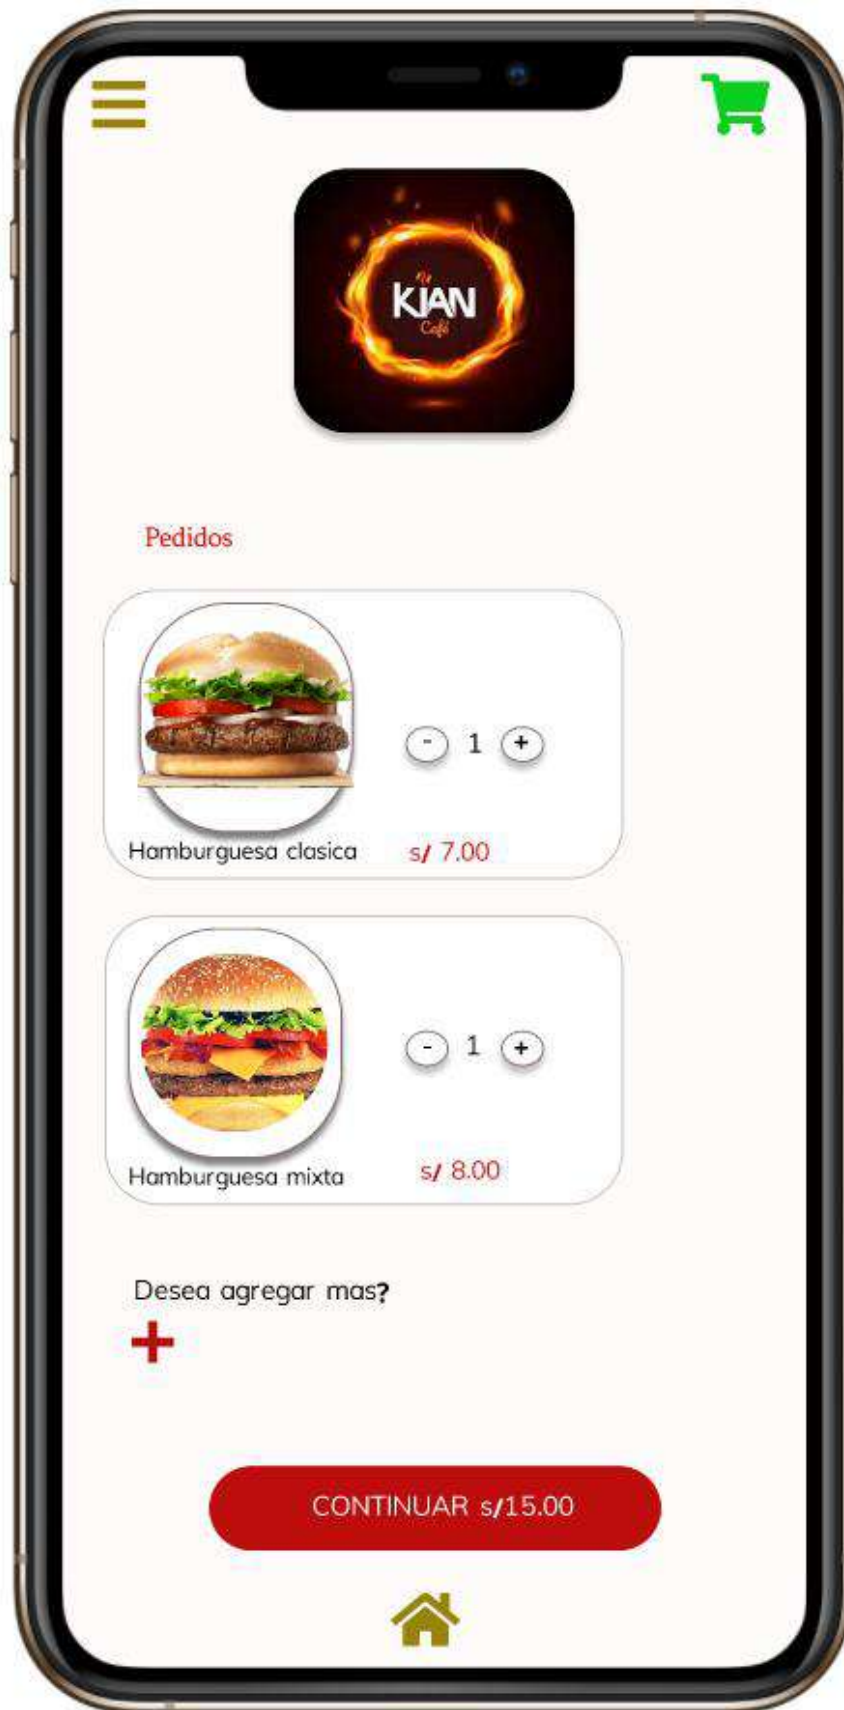 KIAN
Café
Pedidos
- 1 +
Hamburguesa clasica s/ 7.00
- 1 +
Hamburguesa mixta s/ 8.00
Desea agregar mas?
+
CONTINUAR s/15.00